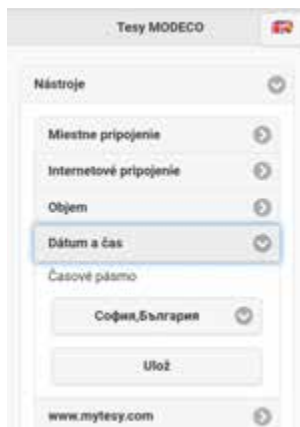 Tesy MODECO
Nástroje
Miestne pripojenie
Internetové pripojenie
Objem
Dátum a čas
Časové pásmo
София,България
Ulož
www.mytesy.com